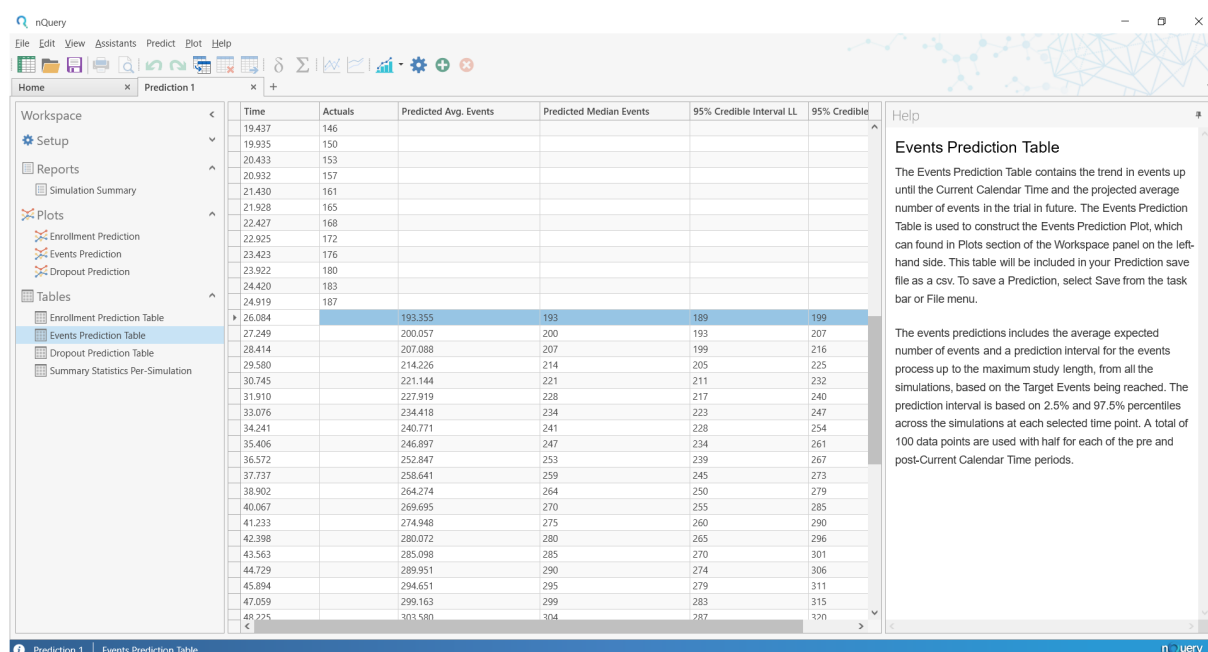 nQuery
File Edit View Assistants Predict Plot Help
Home × Prediction 1 × +
Workspace
Setup
Reports
Simulation Summary
Plots
Enrollment Prediction
Events Prediction
Dropout Prediction
Tables
Enrollment Prediction Table
Events Prediction Table
Dropout Prediction Table
Summary Statistics Per-Simulation
Time Actuals Predicted Avg. Events Predicted Median Events 95% Credible Interval LL 95% Credible
19.437 146
19.935 150
20.433 153
20.932 157
21.430 161
21.928 165
22.427 168
22.925 172
23.423 176
23.922 180
24.420 183
24.919 187
26.084 193.355 193 189 199
27.249 200.057 200 193 207
28.414 207.088 207 199 216
29.580 214.226 214 205 225
30.745 221.144 221 211 232
31.910 227.919 228 217 240
33.076 234.418 234 223 247
34.241 240.771 241 228 254
35.406 246.897 247 234 261
36.572 252.847 253 239 267
37.737 258.641 259 245 273
38.902 264.274 264 250 279
40.067 269.695 270 255 285
41.233 274.948 275 260 290
42.398 280.072 280 265 296
43.563 285.098 285 270 301
44.729 289.951 290 274 306
45.894 294.651 295 279 311
47.059 299.163 299 283 315
48.225 303.580 304 287 320
Help
Events Prediction Table
The Events Prediction Table contains the trend in events up
until the Current Calendar Time and the projected average
number of events in the trial in future. The Events Prediction
Table is used to construct the Events Prediction Plot, which
can found in Plots section of the Workspace panel on the left-
hand side. This table will be included in your Prediction save
file as a csv. To save a Prediction, select Save from the task
bar or File menu.
The events predictions includes the average expected
number of events and a prediction interval for the events
process up to the maximum study length, from all the
simulations, based on the Target Events being reached. The
prediction interval is based on 2.5% and 97.5% percentiles
across the simulations at each selected time point. A total of
100 data points are used with half for each of the pre and
post-Current Calendar Time periods.
Prediction 1 | Events Prediction Table
nQuery